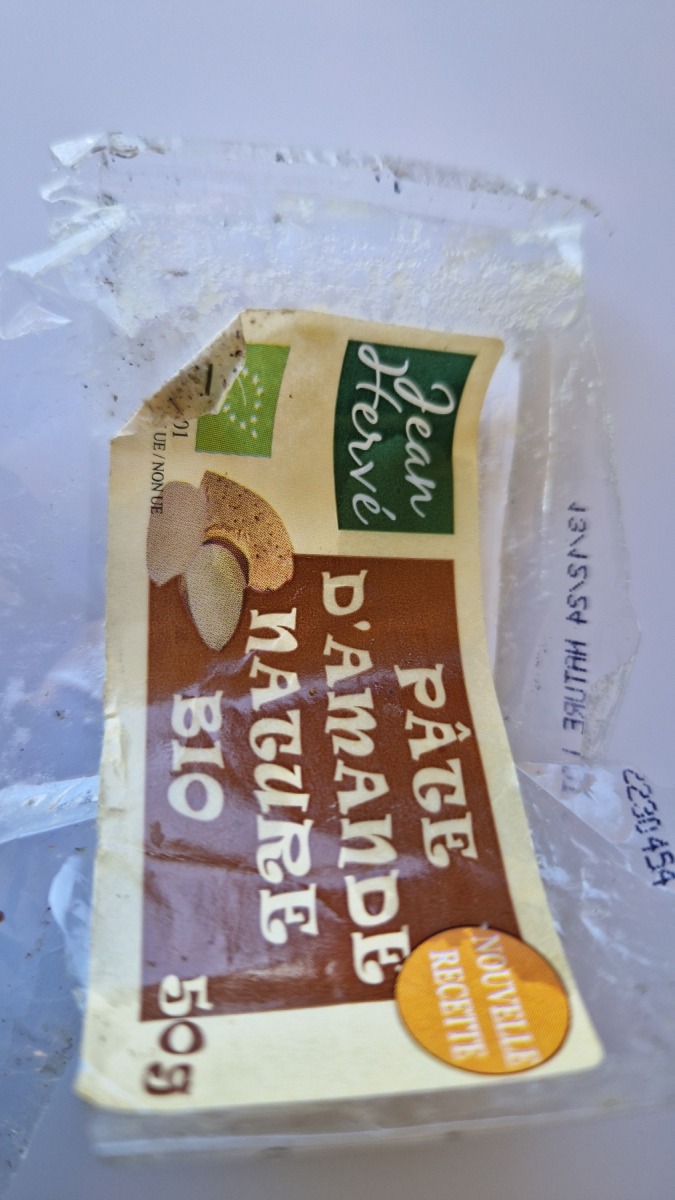 Jean
Hervé
PÂTE
D'AMANDE
NATURE
BIO
50g
NOUVELLE
RECETTE
UE / NON UE
2230454